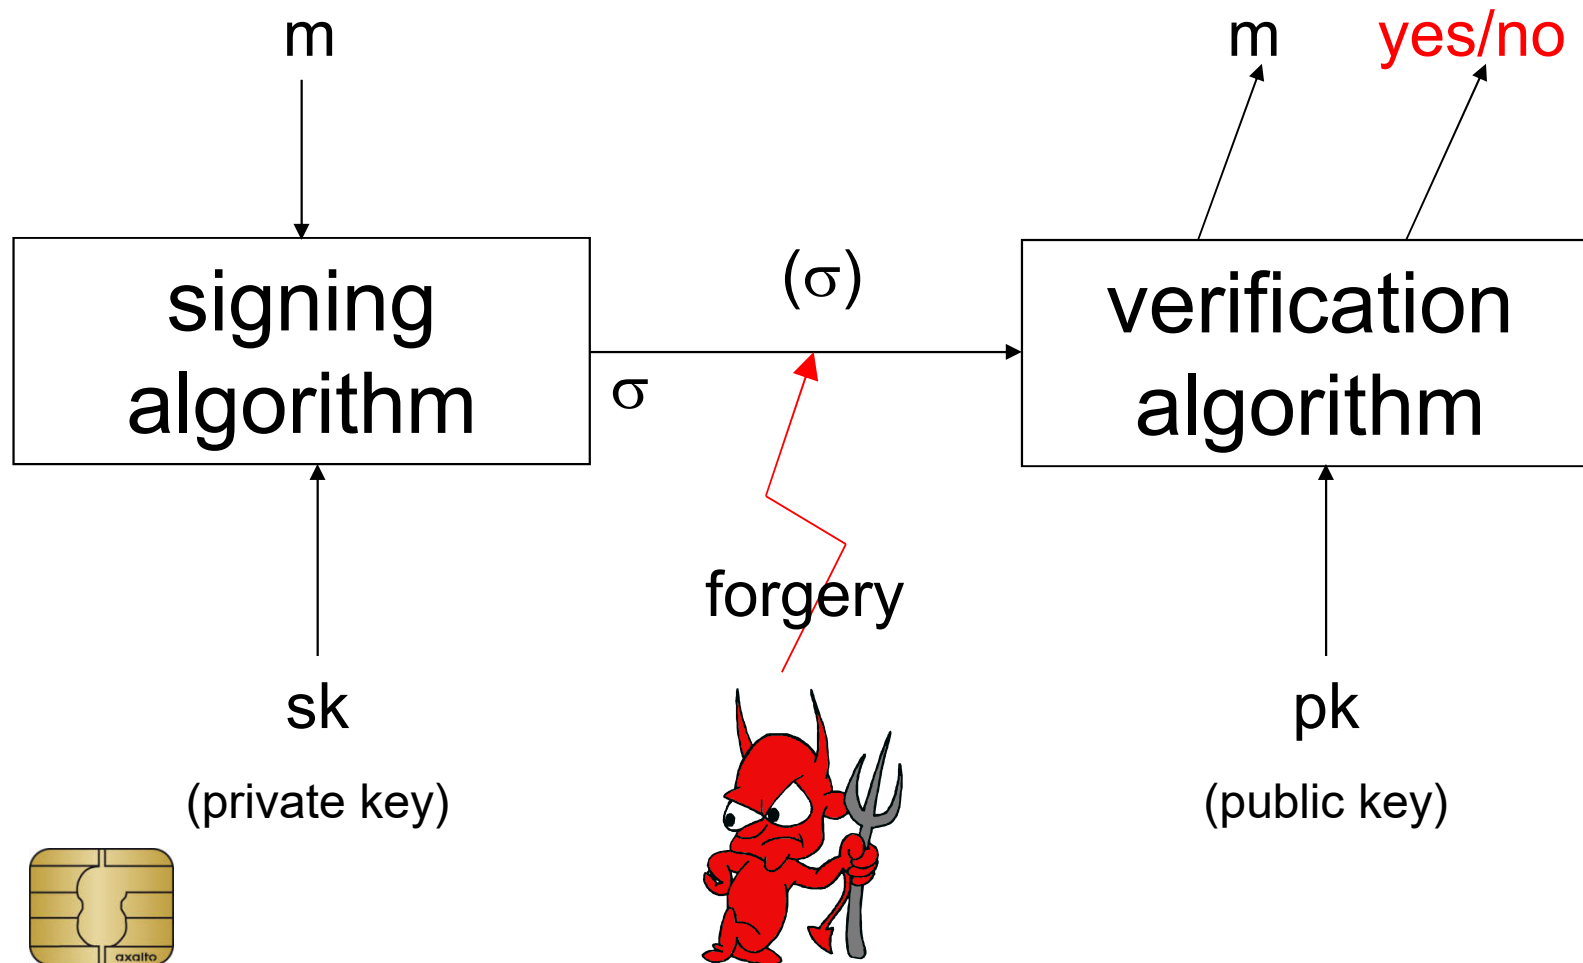 m
m yes/no
signing
algorithm
(σ)
σ
verification
algorithm
forgery
sk
(private key)
pk
(public key)
axalto